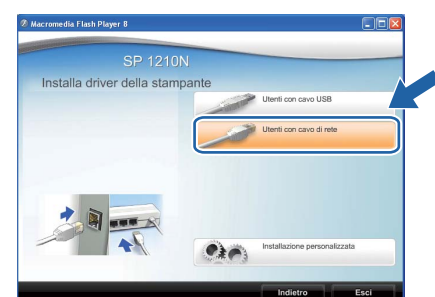 Macromedia Flash Player 8
SP 1210N
Installa driver della stampante
Utenti con cavo USB
Utenti con cavo di rete
Installazione personalizzata
Indietro
Esci